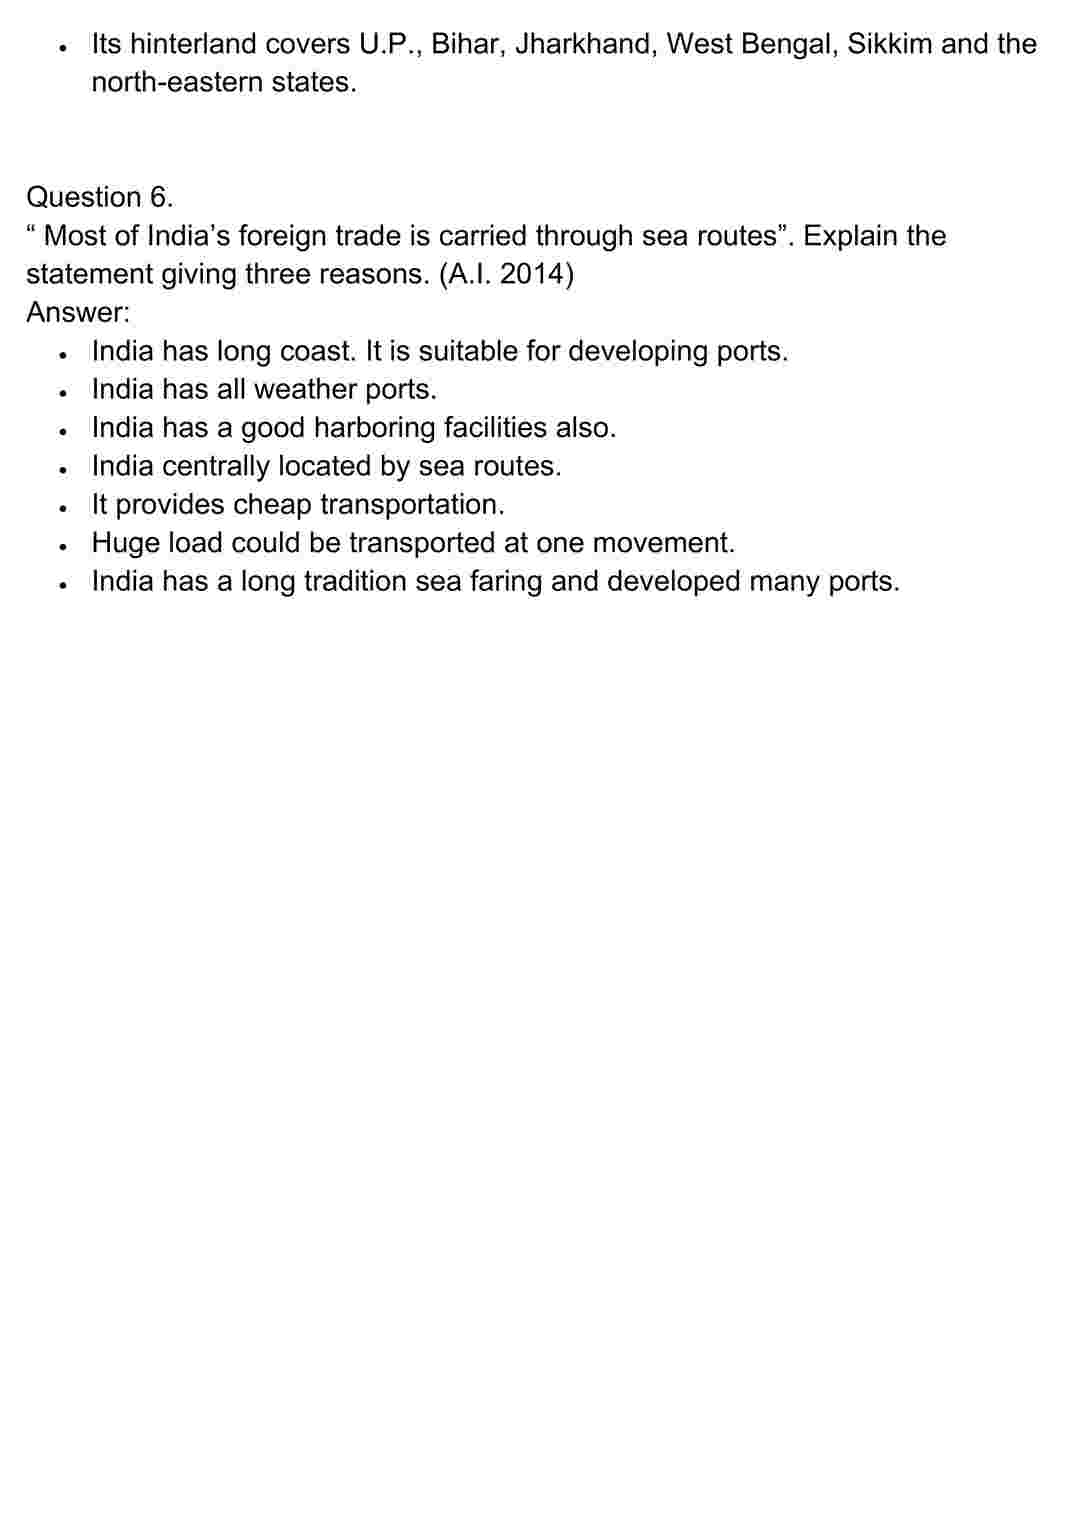 • Its hinterland covers U.P., Bihar, Jharkhand, West Bengal, Sikkim and the
north-eastern states.
Question 6.
“ Most of India’s foreign trade is carried through sea routes”. Explain the
statement giving three reasons. (A.I. 2014)
Answer:
• India has long coast. It is suitable for developing ports.
• India has all weather ports.
• India has a good harboring facilities also.
• India centrally located by sea routes.
• It provides cheap transportation.
• Huge load could be transported at one movement.
• India has a long tradition sea faring and developed many ports.